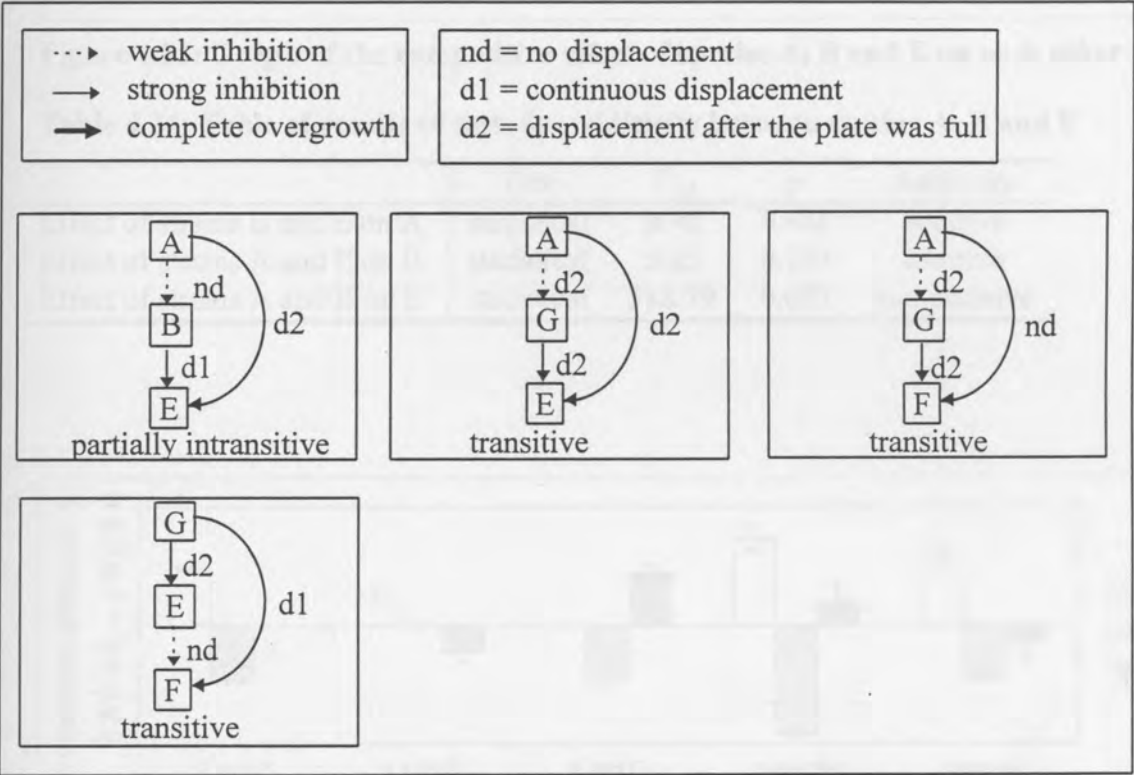 weak inhibition
strong inhibition
complete overgrowth
nd = no displacement
d1 = continuous displacement
d2 = displacement after the plate was full
A
nd
B
d2
d1
E
partially intransitive
A
d2
G
d2
d2
E
transitive
A
d2
G
nd
d2
F
transitive
G
d2
E
d1
nd
F
transitive